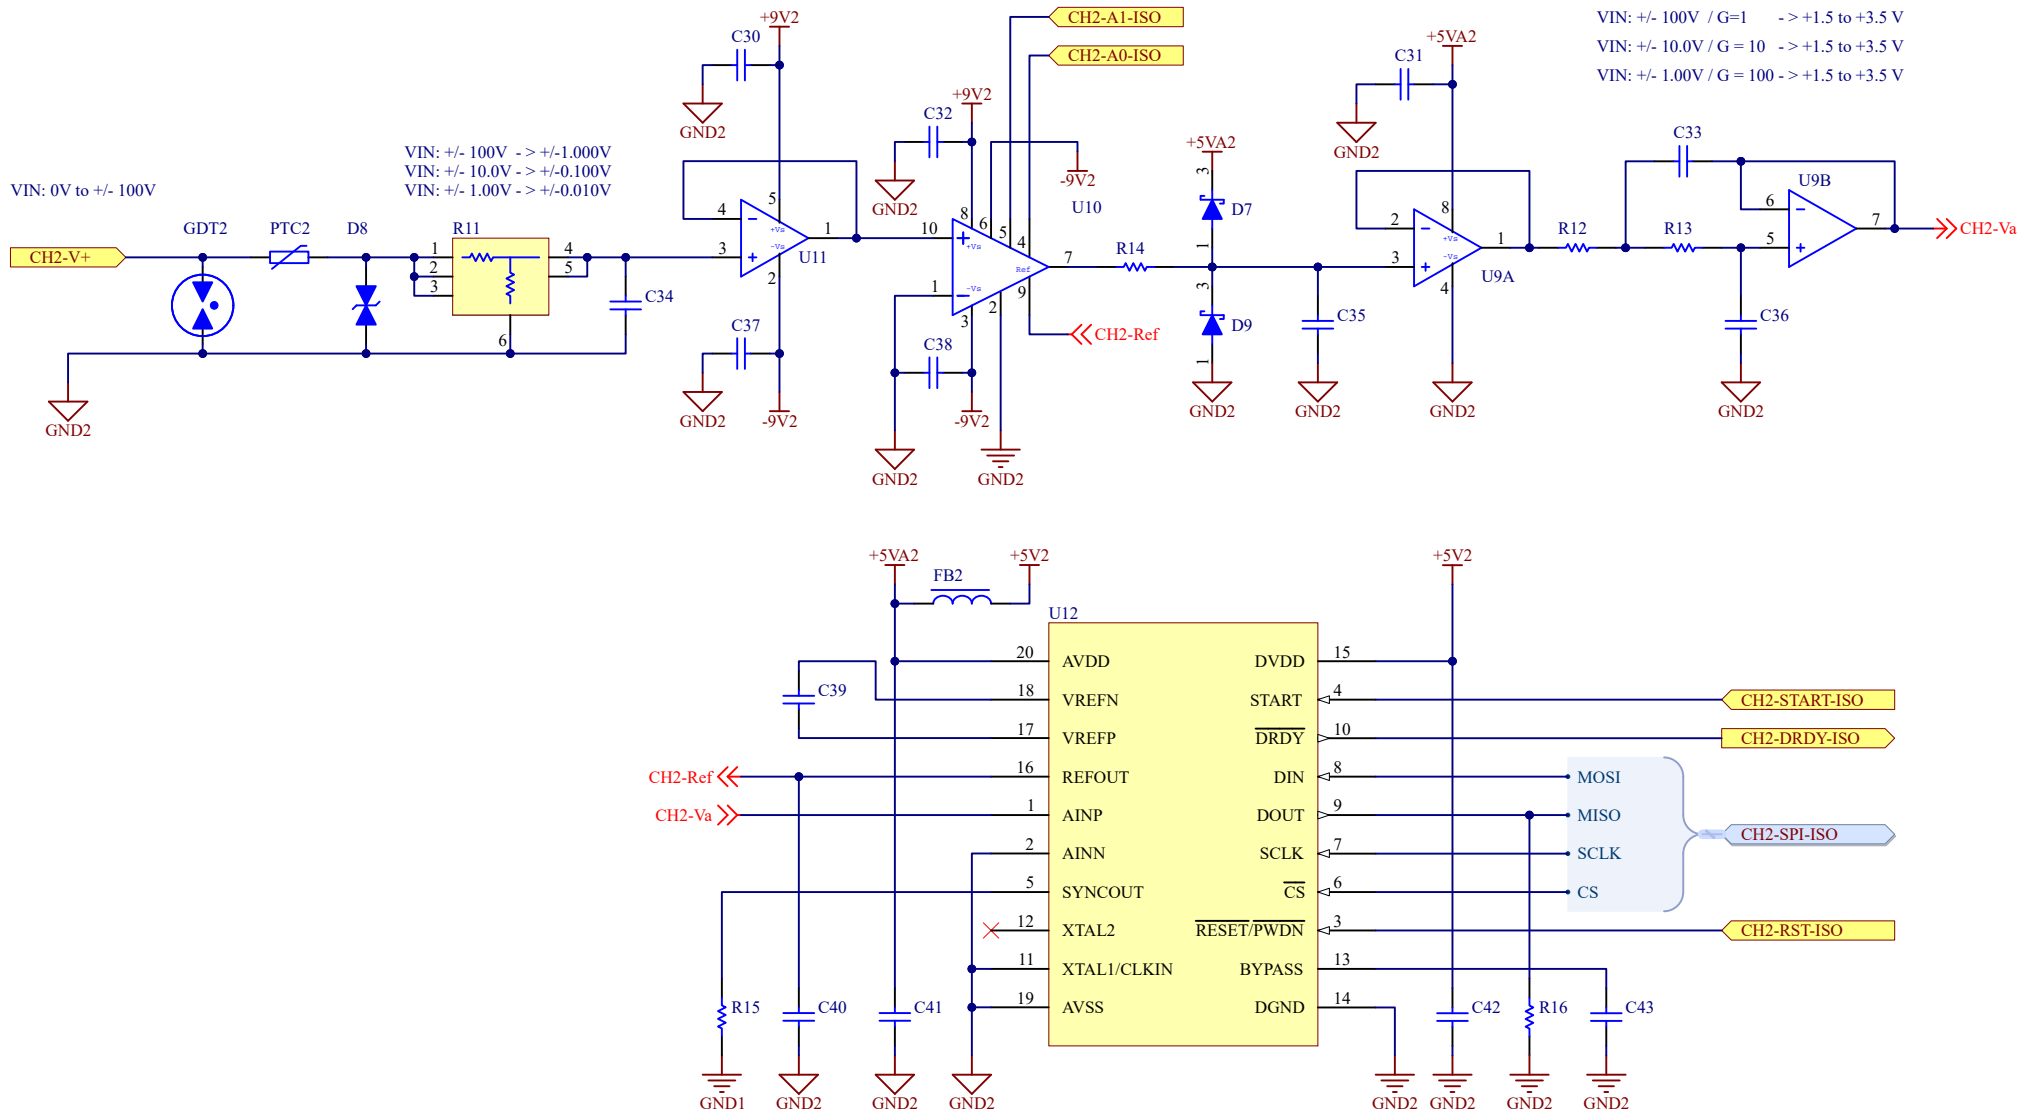 +9V2
C30
GND2
CH2-A1-ISO
CH2-A0-ISO
+5VA2
C31
GND2
VIN: +/- 100V / G=1 - > +1.5 to +3.5 V
VIN: +/- 10.0V / G = 10 - > +1.5 to +3.5 V
VIN: +/- 1.00V / G = 100 - > +1.5 to +3.5 V
VIN: 0V to +/- 100V
VIN: +/- 100V - > +/-1.000V
VIN: +/- 10.0V - > +/-0.100V
VIN: +/- 1.00V - > +/-0.010V
+9V2
C32
GND2
-9V2
U10
+5VA2
C33
CH2-V+
GDT2
PTC2
D8
R11
1
2
3
4
5
6
C34
GND2
4
3
5
2
1
+Vs
-Vs
U11
C37
GND2
-9V2
10
1
8
6
5
4
7
9
2
3
+Vs
-Vs
Ref
CH2-Ref
C38
-9V2
GND2
GND2
R14
3
D7
1
3
D9
1
GND2
C35
GND2
2
3
8
4
1
+Vs
-Vs
U9A
GND2
R12
R13
C36
GND2
6
5
7
U9B
CH2-Va
+5VA2
FB2
+5V2
+5V2
U12
20 AVDD
18 VREFN
17 VREFP
16 REFOUT
1 AINP
2 AINN
5 SYNCOUT
12 XTAL2
11 XTAL1/CLKIN
19 AVSS
DVDD 15
START 4
DRDY 10
DIN 8
DOUT 9
SCLK 7
CS 6
RESET/PWDN 3
BYPASS 13
DGND 14
C39
CH2-Ref
CH2-Va
CH2-START-ISO
CH2-DRDY-ISO
MOSI
MISO
SCLK
CS
CH2-SPI-ISO
CH2-RST-ISO
R15
C40
C41
C42
R16
C43
GND1
GND2
GND2
GND2
GND2
GND2
GND2
GND2